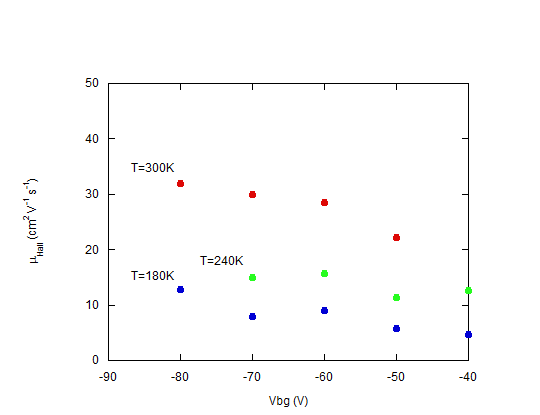 50
40
30
20
10
0
T=300K
T=240K
T=180K
μHall (cm² V⁻¹ s⁻¹)
-90 -80 -70 -60 -50 -40
Vbg (V)